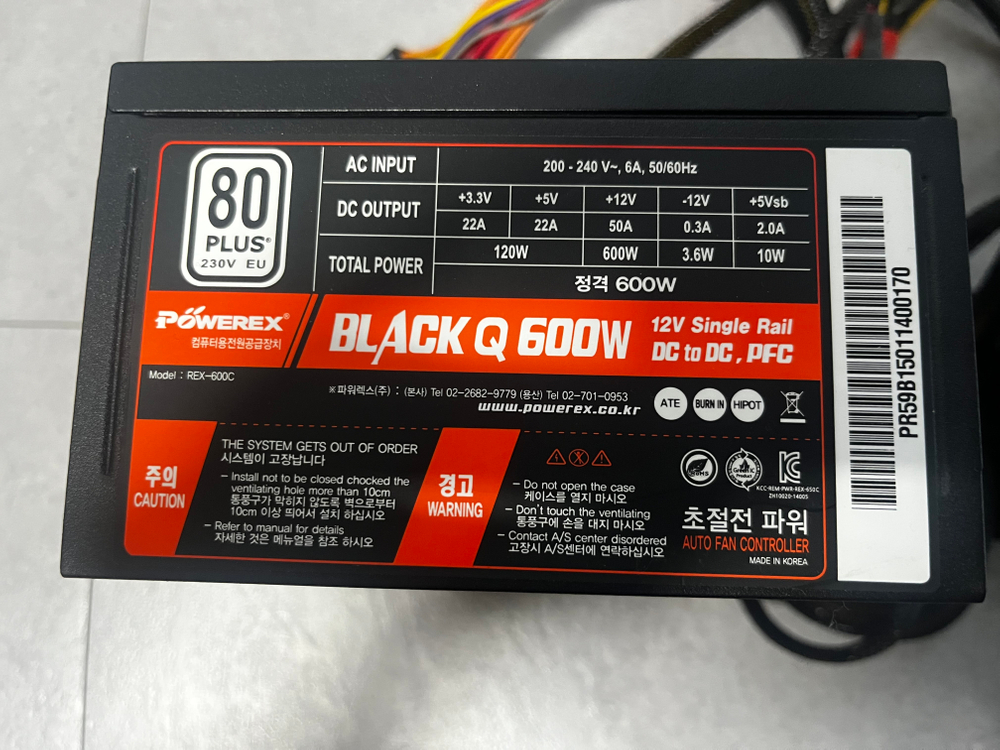 80
PLUS®
230V EU
AC INPUT 200 - 240 V~, 6A, 50/60Hz
DC OUTPUT +3.3V +5V +12V -12V +5Vsb
22A 22A 50A 0.3A 2.0A
TOTAL POWER 120W 600W 3.6W 10W
정격 600W
POWEREX®
컴퓨터용전원공급장치
BLACK Q 600W
12V Single Rail
DC to DC , PFC
Model : REX-600C
※ 파워렉스(주) : (본사) Tel 02-2682-9779 (용산) Tel 02-701-0953
www.powerex.co.kr
ATE BURN IN HIPOT
주의
CAUTION
THE SYSTEM GETS OUT OF ORDER
시스템이 고장납니다
- Install not to be closed chocked the
ventilating hole more than 10cm
통풍구가 막히지 않도록 벽으로부터
10cm 이상 띄어서 설치 하십시오
- Refer to manual for details
자세한 것은 메뉴얼을 참조 하시오
경고
WARNING
- Do not open the case
케이스를 열지 마시오
- Don't touch the ventilating
통풍구에 손을 대지 마시오
- Contact A/S center disordered
고장시 A/S센터에 연락하십시오
KCC-REM-PWR-REX-650C
ZH10020-14005
초절전 파워
AUTO FAN CONTROLLER
MADE IN KOREA
PR59B15011400170